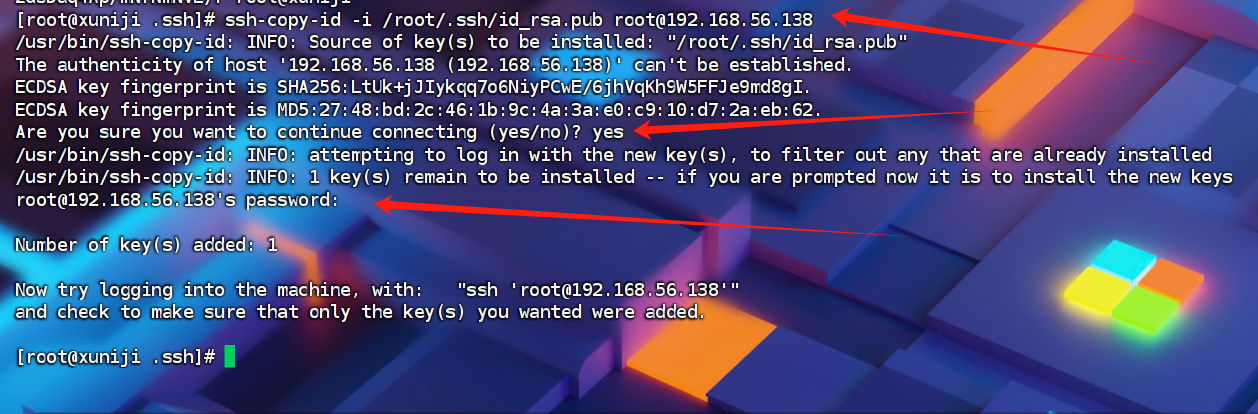 [root@xuniji .ssh]# ssh-copy-id -i /root/.ssh/id_rsa.pub root@192.168.56.138
/usr/bin/ssh-copy-id: INFO: Source of key(s) to be installed: "/root/.ssh/id_rsa.pub"
The authenticity of host '192.168.56.138 (192.168.56.138)' can't be established.
ECDSA key fingerprint is SHA256:LtUk+jJIykqq7o6NiyPCwE/6jhVqKh9W5FFJe9md8gI.
ECDSA key fingerprint is MD5:27:48:bd:2c:46:1b:9c:4a:3a:e0:c9:10:d7:2a:eb:62.
Are you sure you want to continue connecting (yes/no)? yes
/usr/bin/ssh-copy-id: INFO: attempting to log in with the new key(s), to filter out any that are already installed
/usr/bin/ssh-copy-id: INFO: 1 key(s) remain to be installed -- if you are prompted now it is to install the new keys
root@192.168.56.138's password:
Number of key(s) added: 1
Now try logging into the machine, with:   "ssh 'root@192.168.56.138'"
and check to make sure that only the key(s) you wanted were added.
[root@xuniji .ssh]#